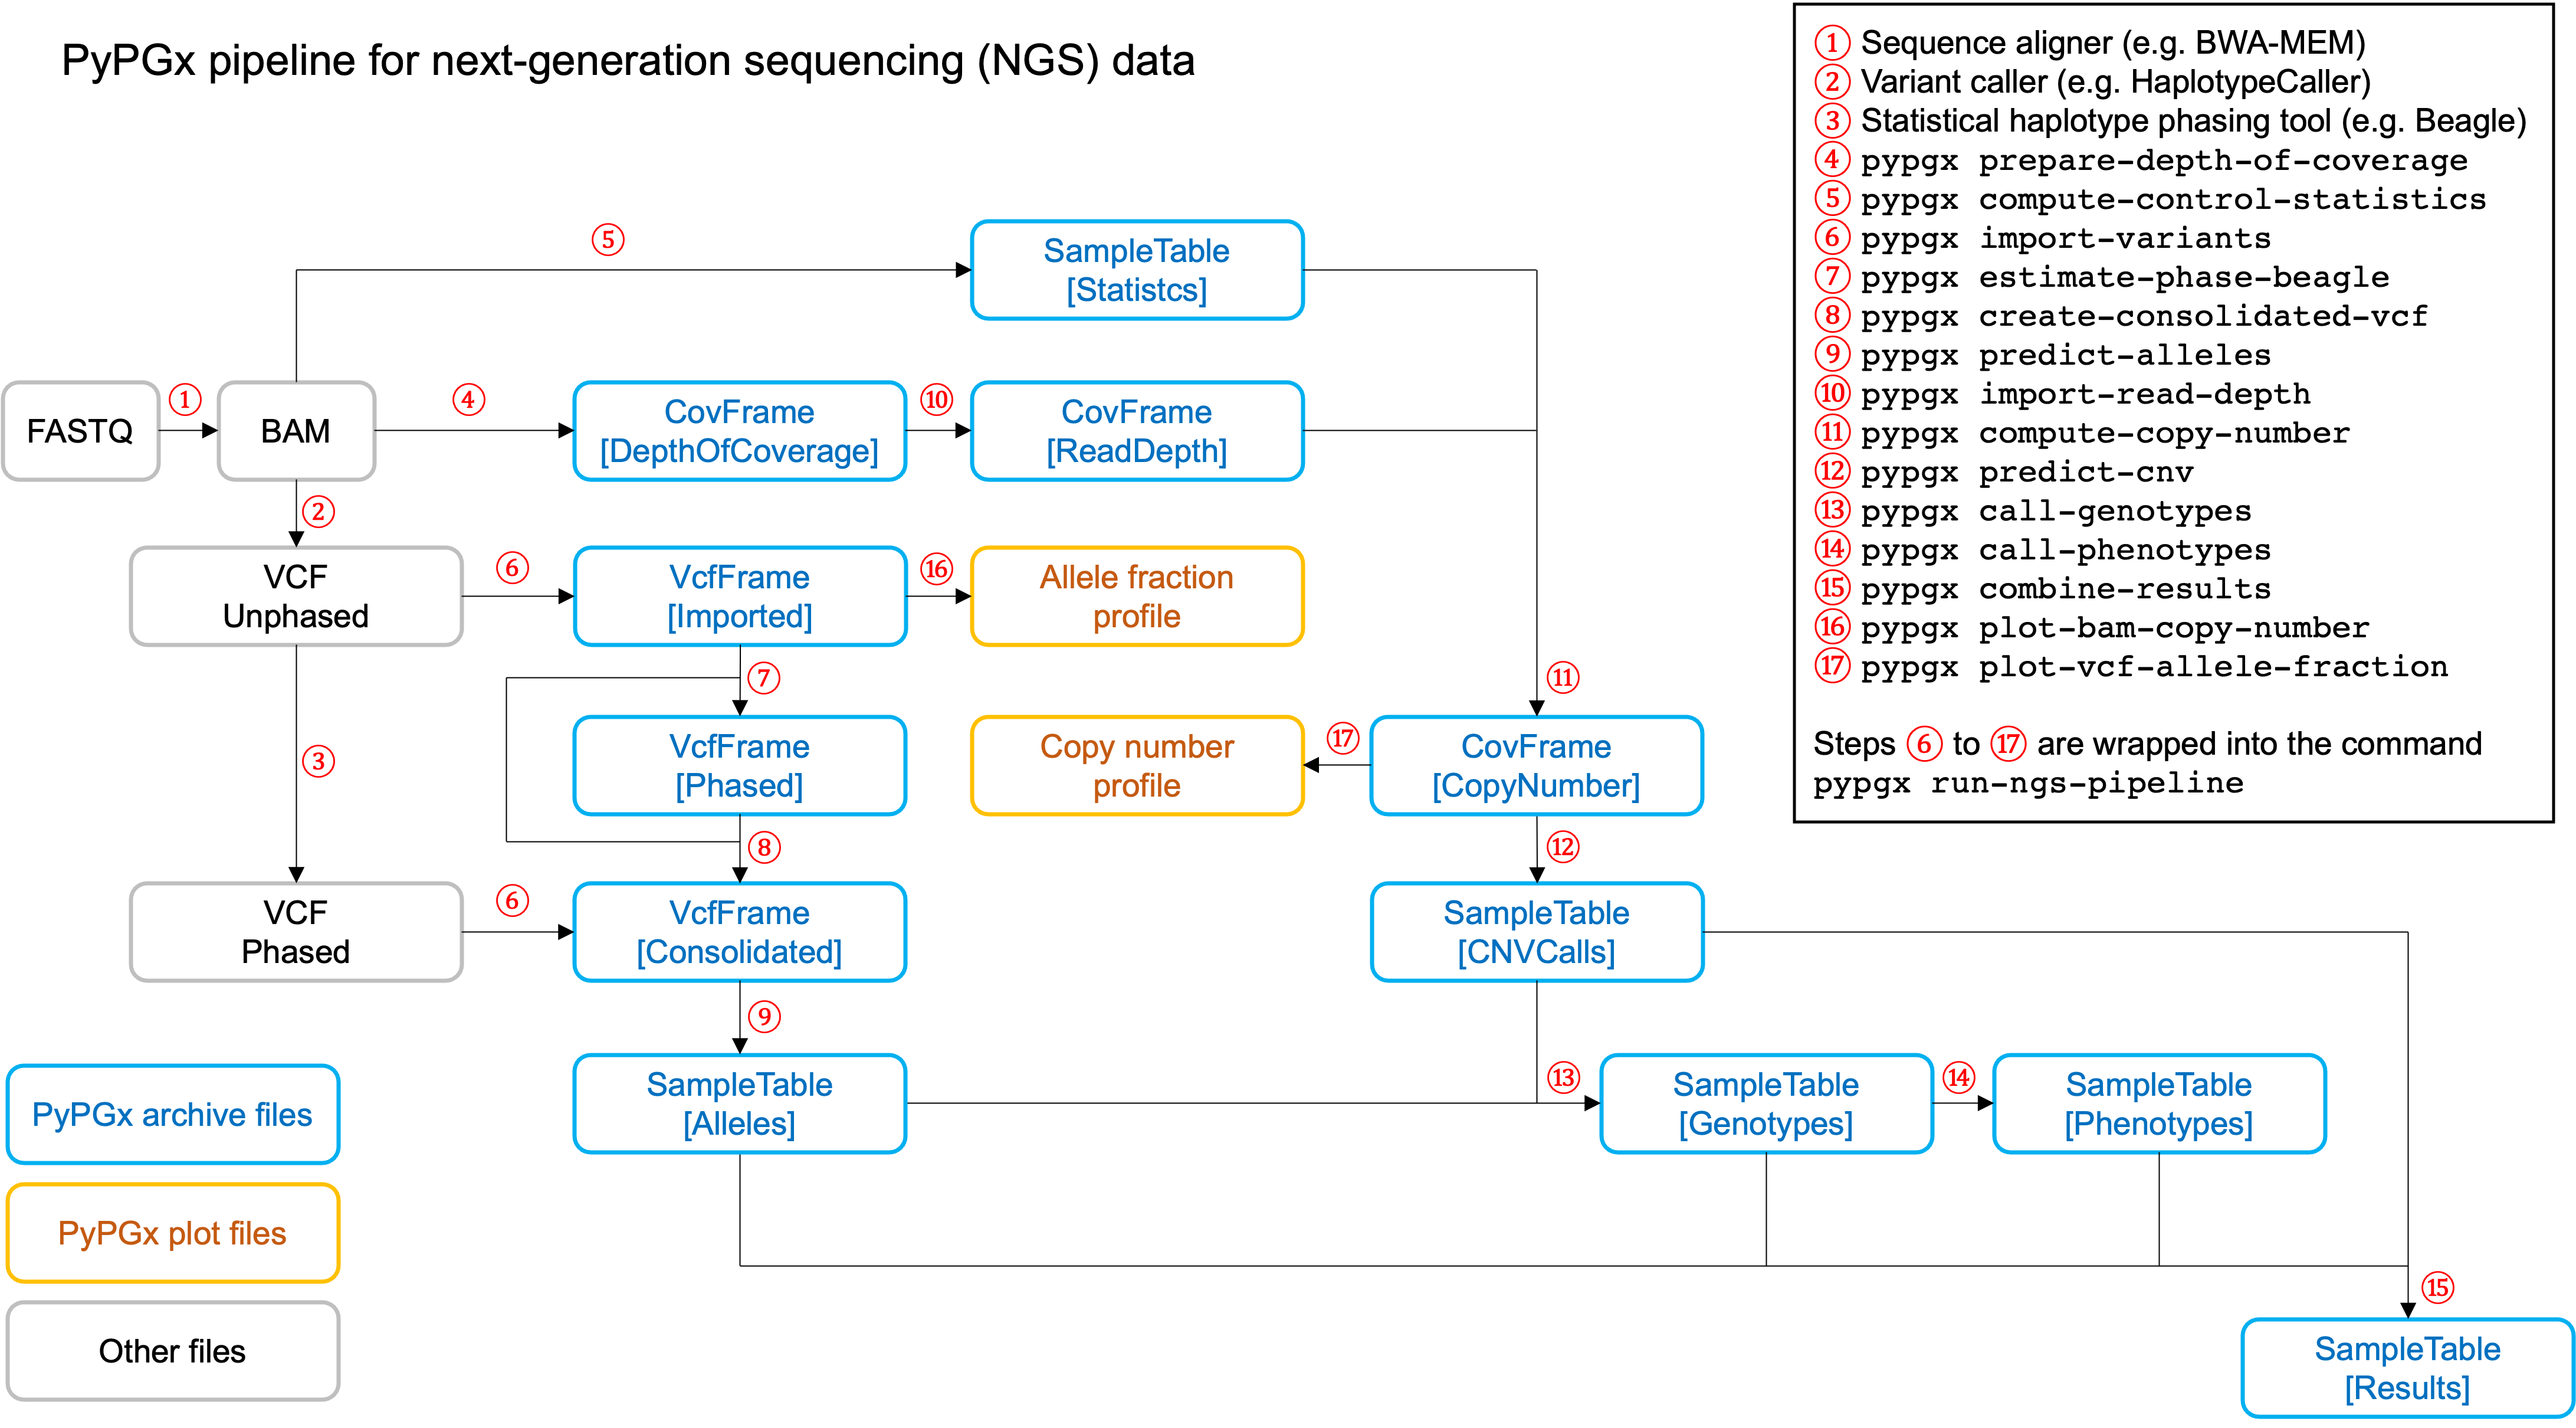 PyPGx pipeline for next-generation sequencing (NGS) data
① Sequence aligner (e.g. BWA-MEM)
② Variant caller (e.g. HaplotypeCaller)
③ Statistical haplotype phasing tool (e.g. Beagle)
④ pypgx prepare-depth-of-coverage
⑤ pypgx compute-control-statistics
⑥ pypgx import-variants
⑦ pypgx estimate-phase-beagle
⑧ pypgx create-consolidated-vcf
⑨ pypgx predict-alleles
⑩ pypgx import-read-depth
⑪ pypgx compute-copy-number
⑫ pypgx predict-cnv
⑬ pypgx call-genotypes
⑭ pypgx call-phenotypes
⑮ pypgx combine-results
⑯ pypgx plot-bam-copy-number
⑰ pypgx plot-vcf-allele-fraction
Steps ⑥ to ⑰ are wrapped into the command
pypgx run-ngs-pipeline
⑤
SampleTable
[Statistcs]
FASTQ
①
BAM
④
CovFrame
[DepthOfCoverage]
⑩
CovFrame
[ReadDepth]
②
VCF
Unphased
⑥
VcfFrame
[Imported]
⑯
Allele fraction
profile
⑦
⑪
③
VcfFrame
[Phased]
Copy number
profile
⑰
CovFrame
[CopyNumber]
⑧
⑫
VCF
Phased
⑥
VcfFrame
[Consolidated]
SampleTable
[CNVCalls]
⑨
SampleTable
[Alleles]
⑬
SampleTable
[Genotypes]
⑭
SampleTable
[Phenotypes]
⑮
SampleTable
[Results]
PyPGx archive files
PyPGx plot files
Other files